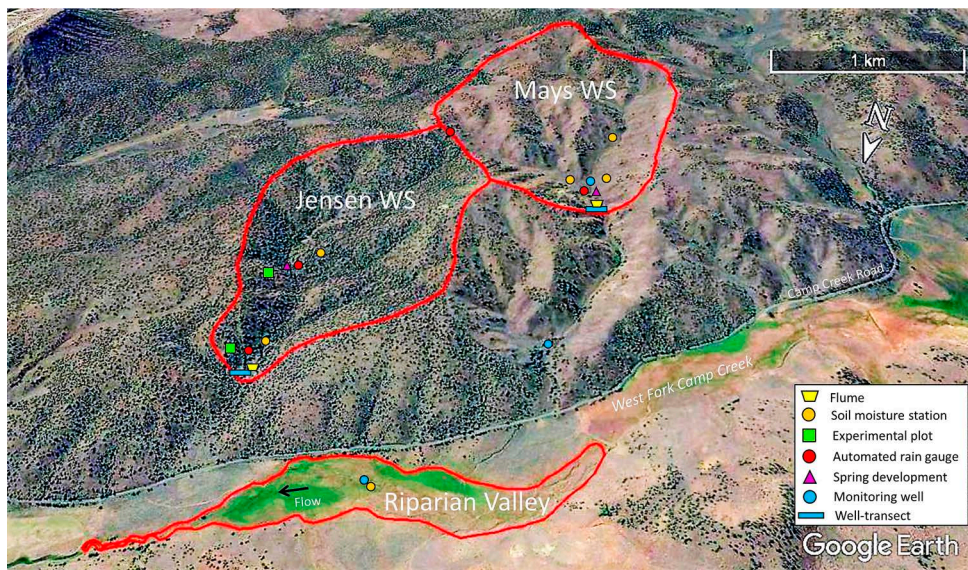 Mays WS
1 km
N
Jensen WS
Camp Creek Road
West Fork Camp Creek
Flow
Riparian Valley
Flume
Soil moisture station
Experimental plot
Automated rain gauge
Spring development
Monitoring well
Well-transect
Google Earth